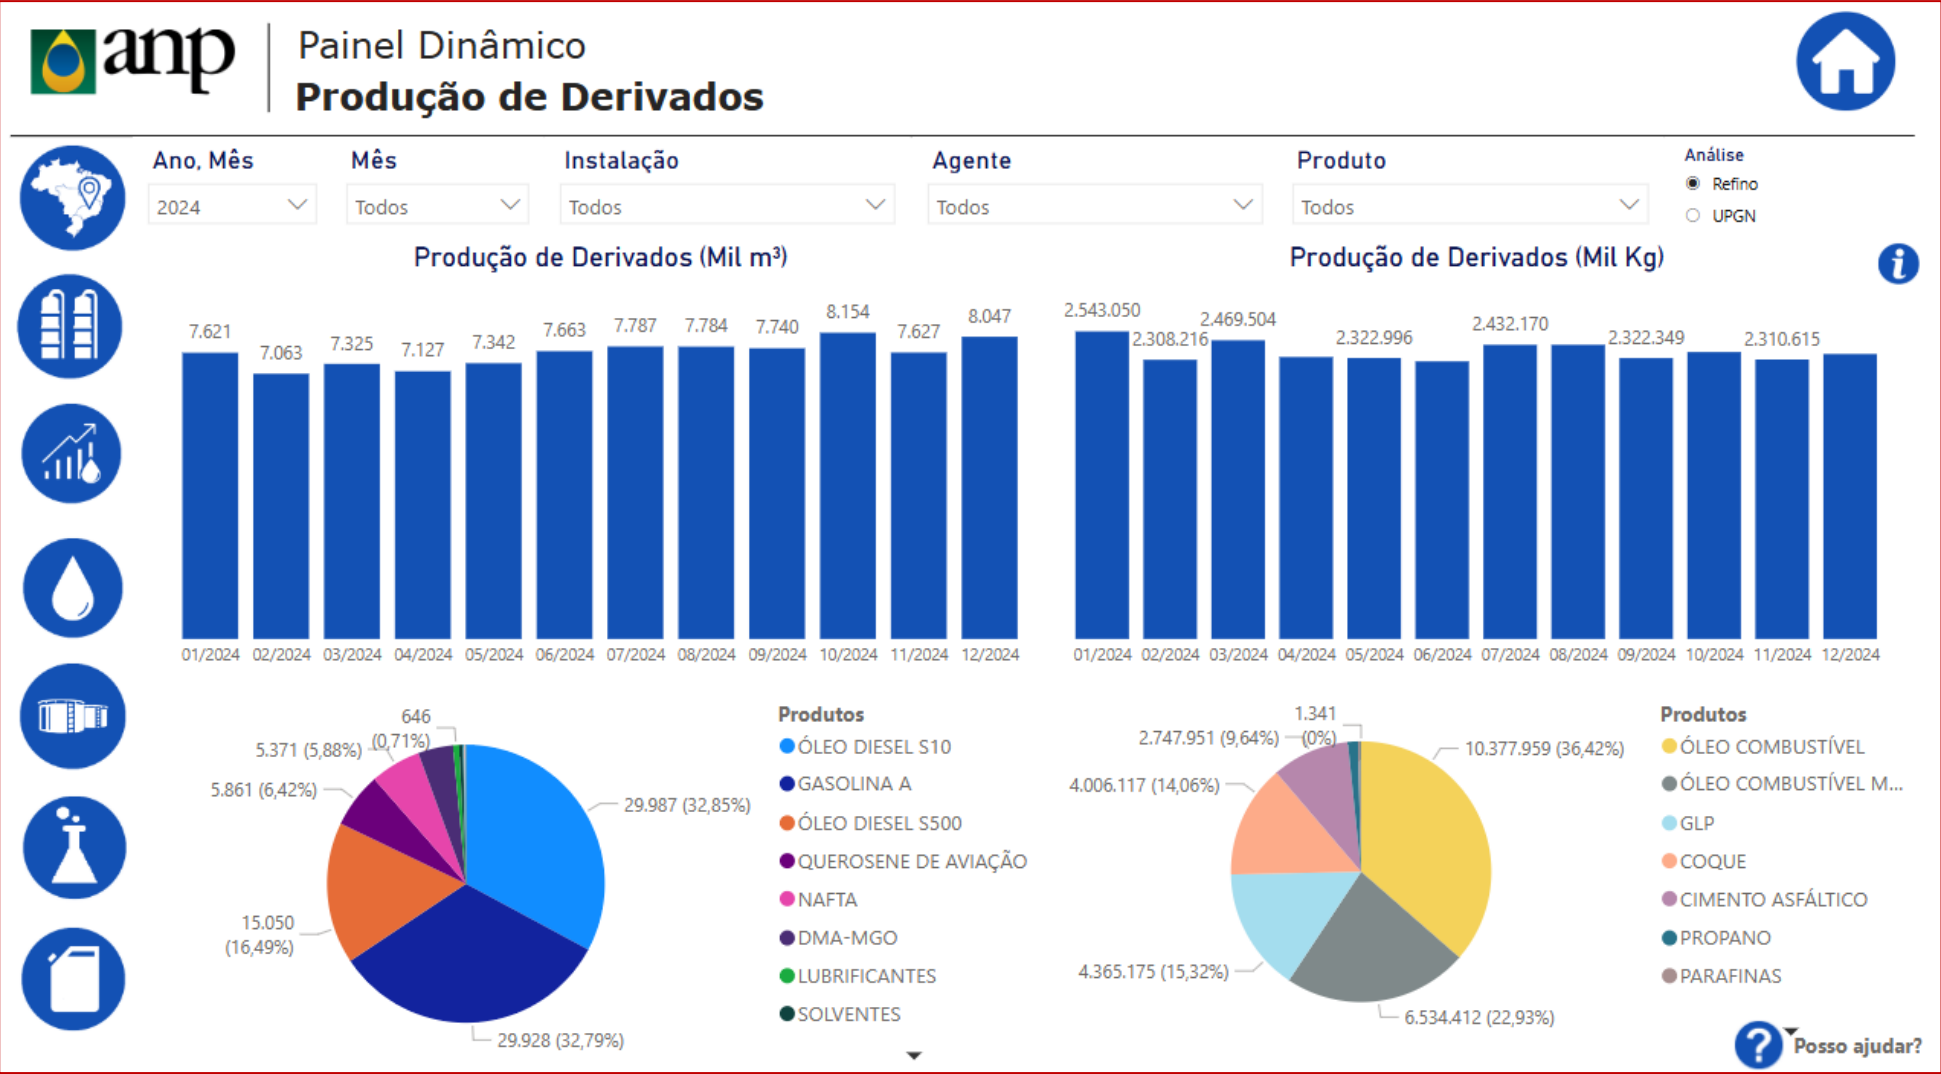 anp
Painel Dinâmico
Produção de Derivados
Ano, Mês
Mês
Instalação
Agente
Produto
Análise
2024
Todos
Todos
Todos
Todos
Refino
UPGN
Produção de Derivados (Mil m³)
7.621
7.063
7.325
7.127
7.342
7.663
7.787
7.784
7.740
8.154
7.627
8.047
01/2024 02/2024 03/2024 04/2024 05/2024 06/2024 07/2024 08/2024 09/2024 10/2024 11/2024 12/2024
Produção de Derivados (Mil Kg)
2.543.050
2.308.216
2.469.504
2.322.996
2.432.170
2.322.349
2.310.615
01/2024 02/2024 03/2024 04/2024 05/2024 06/2024 07/2024 08/2024 09/2024 10/2024 11/2024 12/2024
646
(0,71%)
5.371 (5,88%)
5.861 (6,42%)
15.050
(16,49%)
29.928 (32,79%)
29.987 (32,85%)
Produtos
ÓLEO DIESEL S10
GASOLINA A
ÓLEO DIESEL S500
QUEROSENE DE AVIAÇÃO
NAFTA
DMA-MGO
LUBRIFICANTES
SOLVENTES
1.341
(0%)
2.747.951 (9,64%)
4.006.117 (14,06%)
4.365.175 (15,32%)
6.534.412 (22,93%)
10.377.959 (36,42%)
Produtos
ÓLEO COMBUSTÍVEL
ÓLEO COMBUSTÍVEL M...
GLP
COQUE
CIMENTO ASFÁLTICO
PROPANO
PARAFINAS
Posso ajudar?